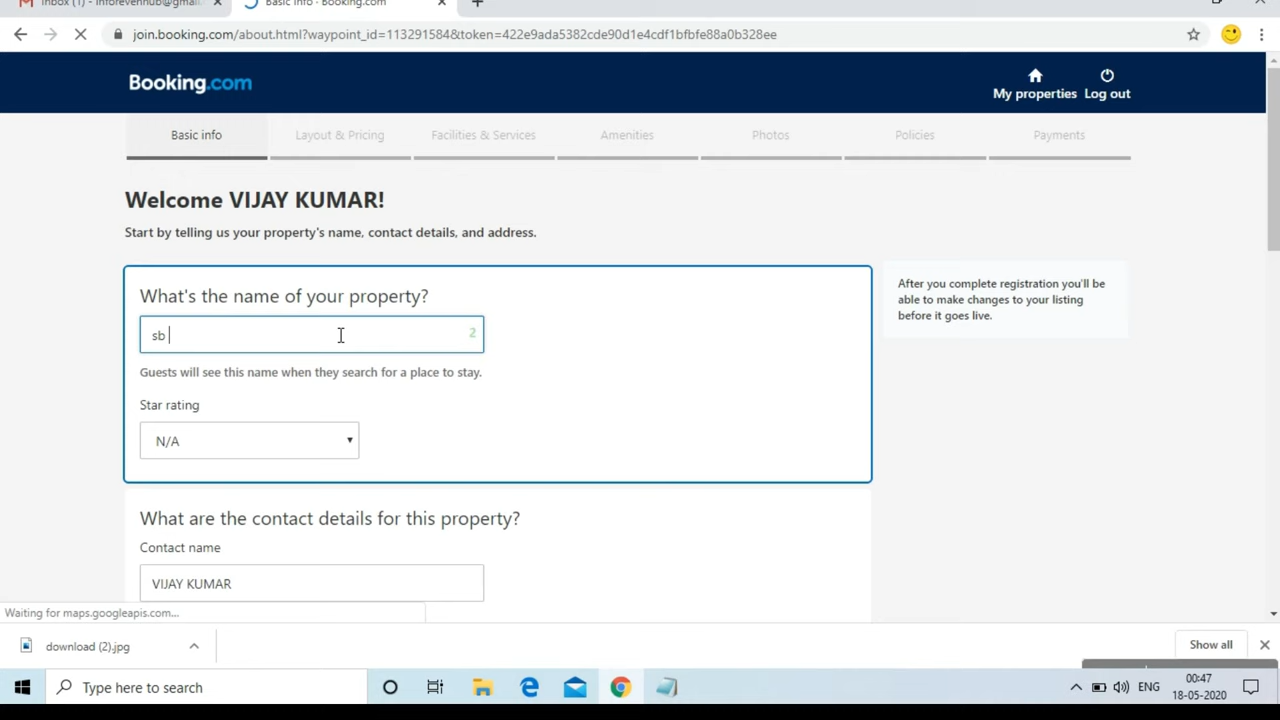 Inbox (1) - inforevenhub@gmail
Basic Info - Booking.com
join.booking.com/about.html?waypoint_id=113291584&token=422e9ada5382cde90d1e4cdf1bfbfe88a0b328ee
Booking.com
My properties
Log out
Basic info
Layout & Pricing
Facilities & Services
Amenities
Photos
Policies
Payments
Welcome VIJAY KUMAR!
Start by telling us your property's name, contact details, and address.
What's the name of your property?
sb
2
Guests will see this name when they search for a place to stay.
Star rating
N/A
After you complete registration you'll be
able to make changes to your listing
before it goes live.
What are the contact details for this property?
Contact name
VIJAY KUMAR
Waiting for maps.googleapis.com...
download (2).jpg
Show all
Type here to search
ENG
00:47
18-05-2020